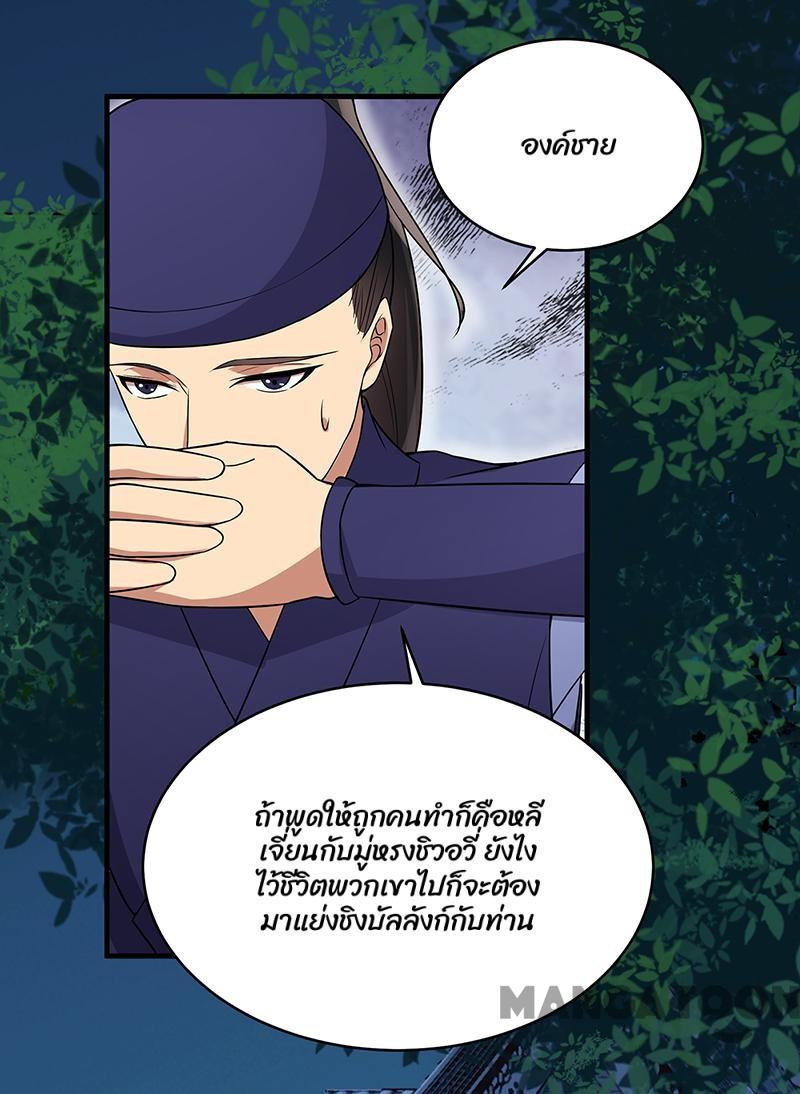 องค์ชาย
ถ้าพูดให้ถูกคนทำก็คือหลี
เจี่ยนกับมู่หรงชิวอวี่ ยังไง
ไว้ชีวิตพวกเขาไปก็จะต้อง
มาแย่งชิงบัลลังก์กับท่าน
MANGAYOON